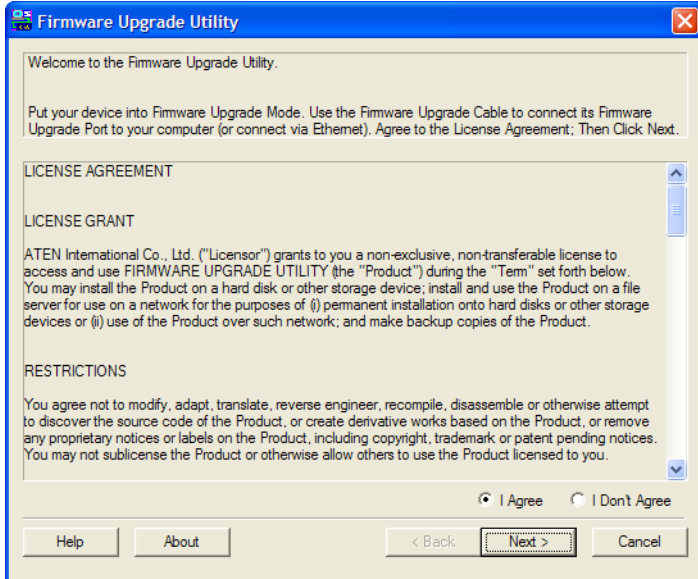 Firmware Upgrade Utility
Welcome to the Firmware Upgrade Utility.
Put your device into Firmware Upgrade Mode. Use the Firmware Upgrade Cable to connect its Firmware
Upgrade Port to your computer (or connect via Ethernet). Agree to the License Agreement; Then Click Next.
LICENSE AGREEMENT
LICENSE GRANT
ATEN International Co., Ltd. ("Licensor") grants to you a non-exclusive, non-transferable license to
access and use FIRMWARE UPGRADE UTILITY (the "Product") during the "Term" set forth below.
You may install the Product on a hard disk or other storage device; install and use the Product on a file
server for use on a network for the purposes of (i) permanent installation onto hard disks or other storage
devices or (ii) use of the Product over such network; and make backup copies of the Product.
RESTRICTIONS
You agree not to modify, adapt, translate, reverse engineer, recompile, disassemble or otherwise attempt
to discover the source code of the Product, or create derivative works based on the Product, or remove
any proprietary notices or labels on the Product, including copyright, trademark or patent pending notices.
You may not sublicense the Product or otherwise allow others to use the Product licensed to you.
I Agree I Don't Agree
Help About < Back Next > Cancel